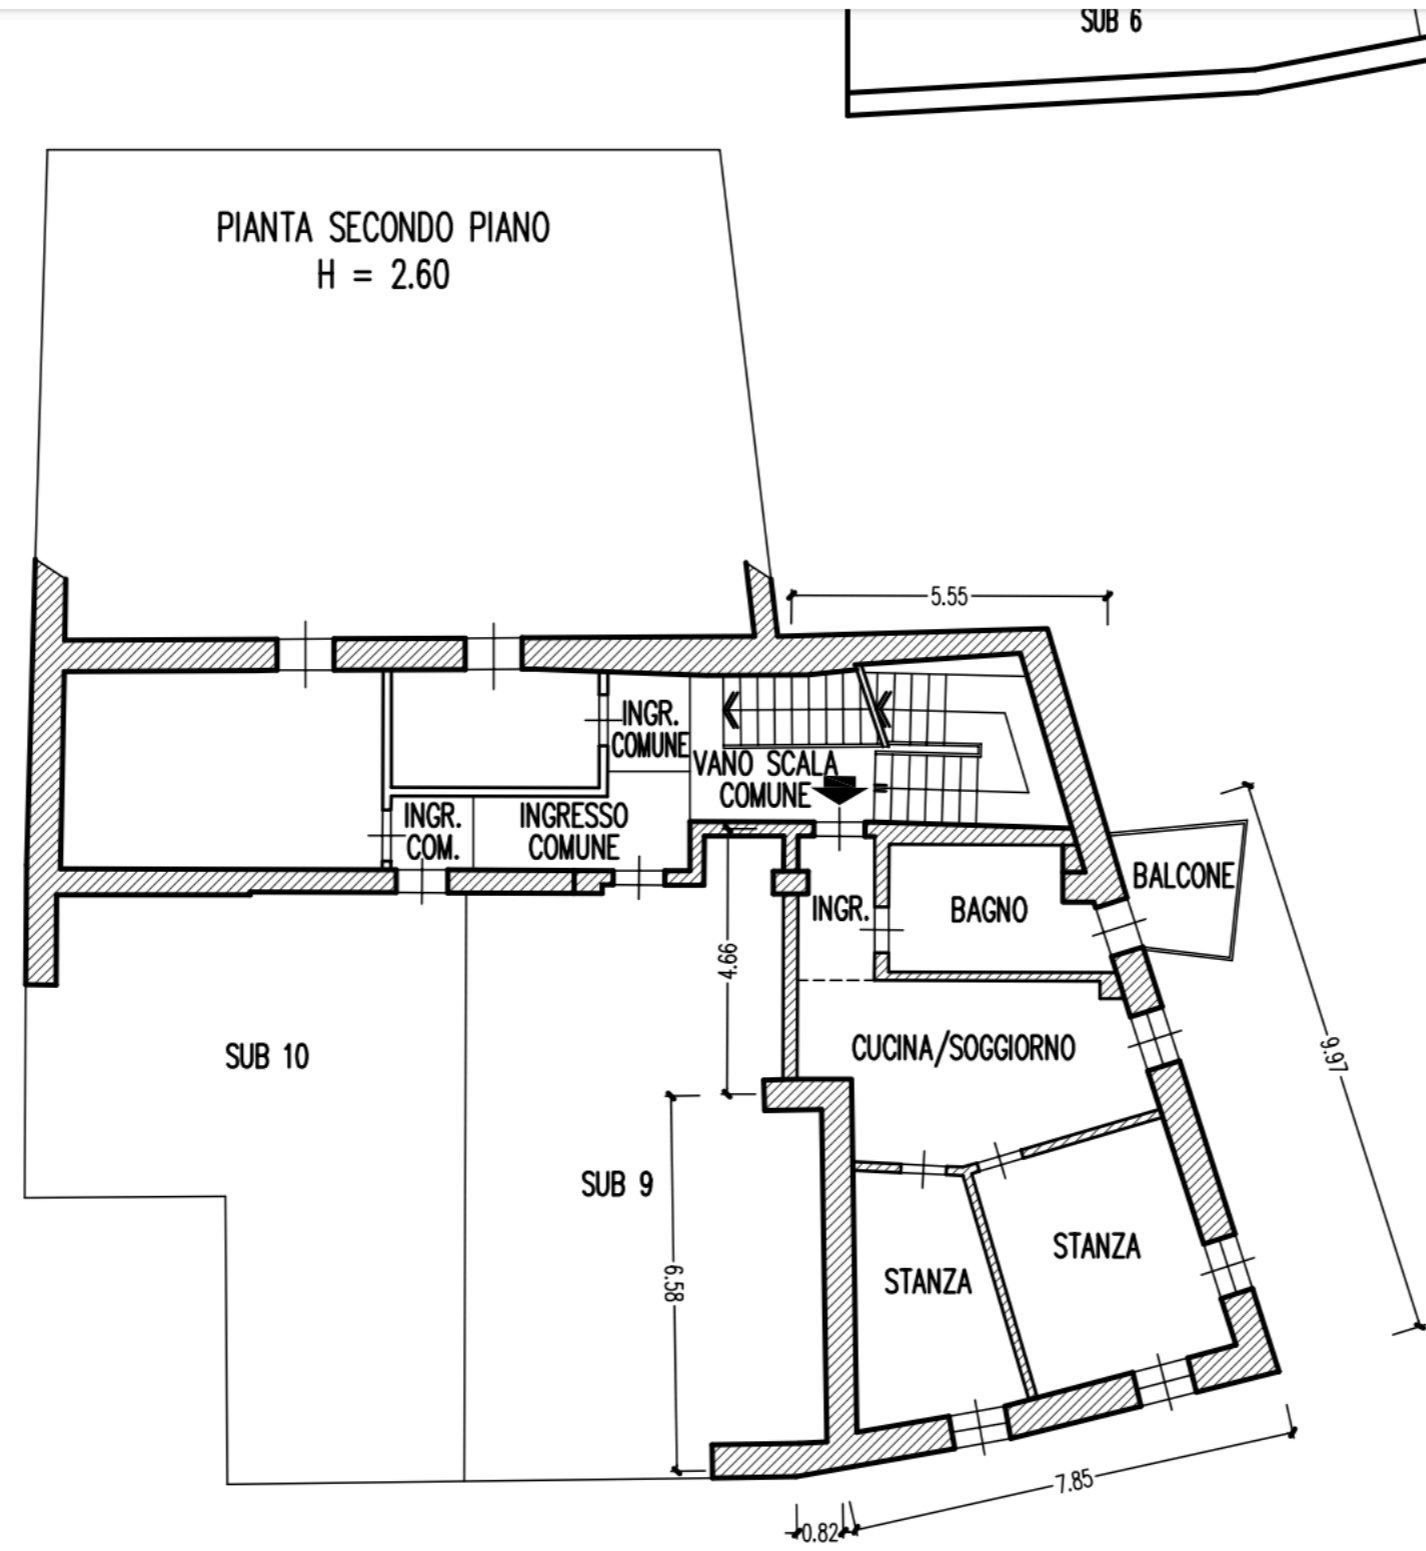 SUB 6
PIANTA SECONDO PIANO
H = 2.60
5.55
INGR.
COMUNE
VANO SCALA
COMUNE
INGR.
COM.
INGRESSO
COMUNE
BALCONE
INGR.
BAGNO
4.66
9.97
SUB 10
CUCINA/SOGGIORNO
SUB 9
6.58
STANZA
STANZA
7.85
0.82